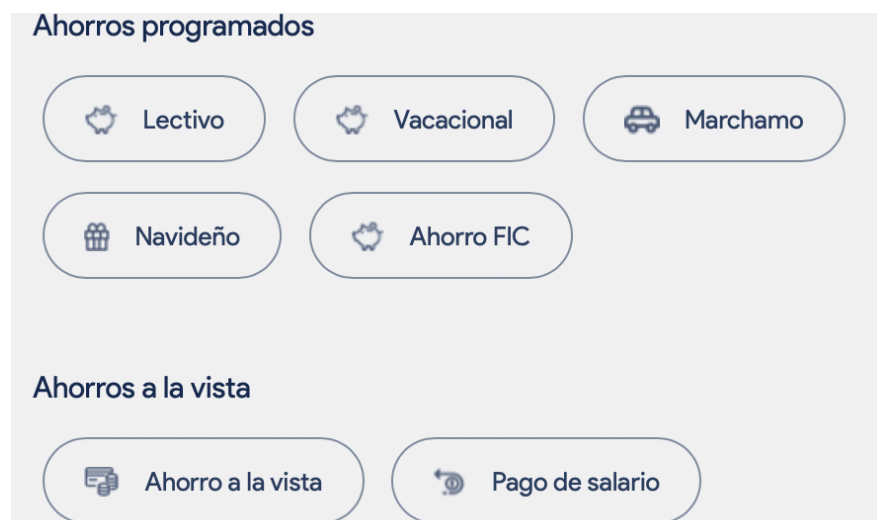 Ahorros programados
Lectivo
Vacacional
Marchamo
Navideño
Ahorro FIC
Ahorros a la vista
Ahorro a la vista
Pago de salario